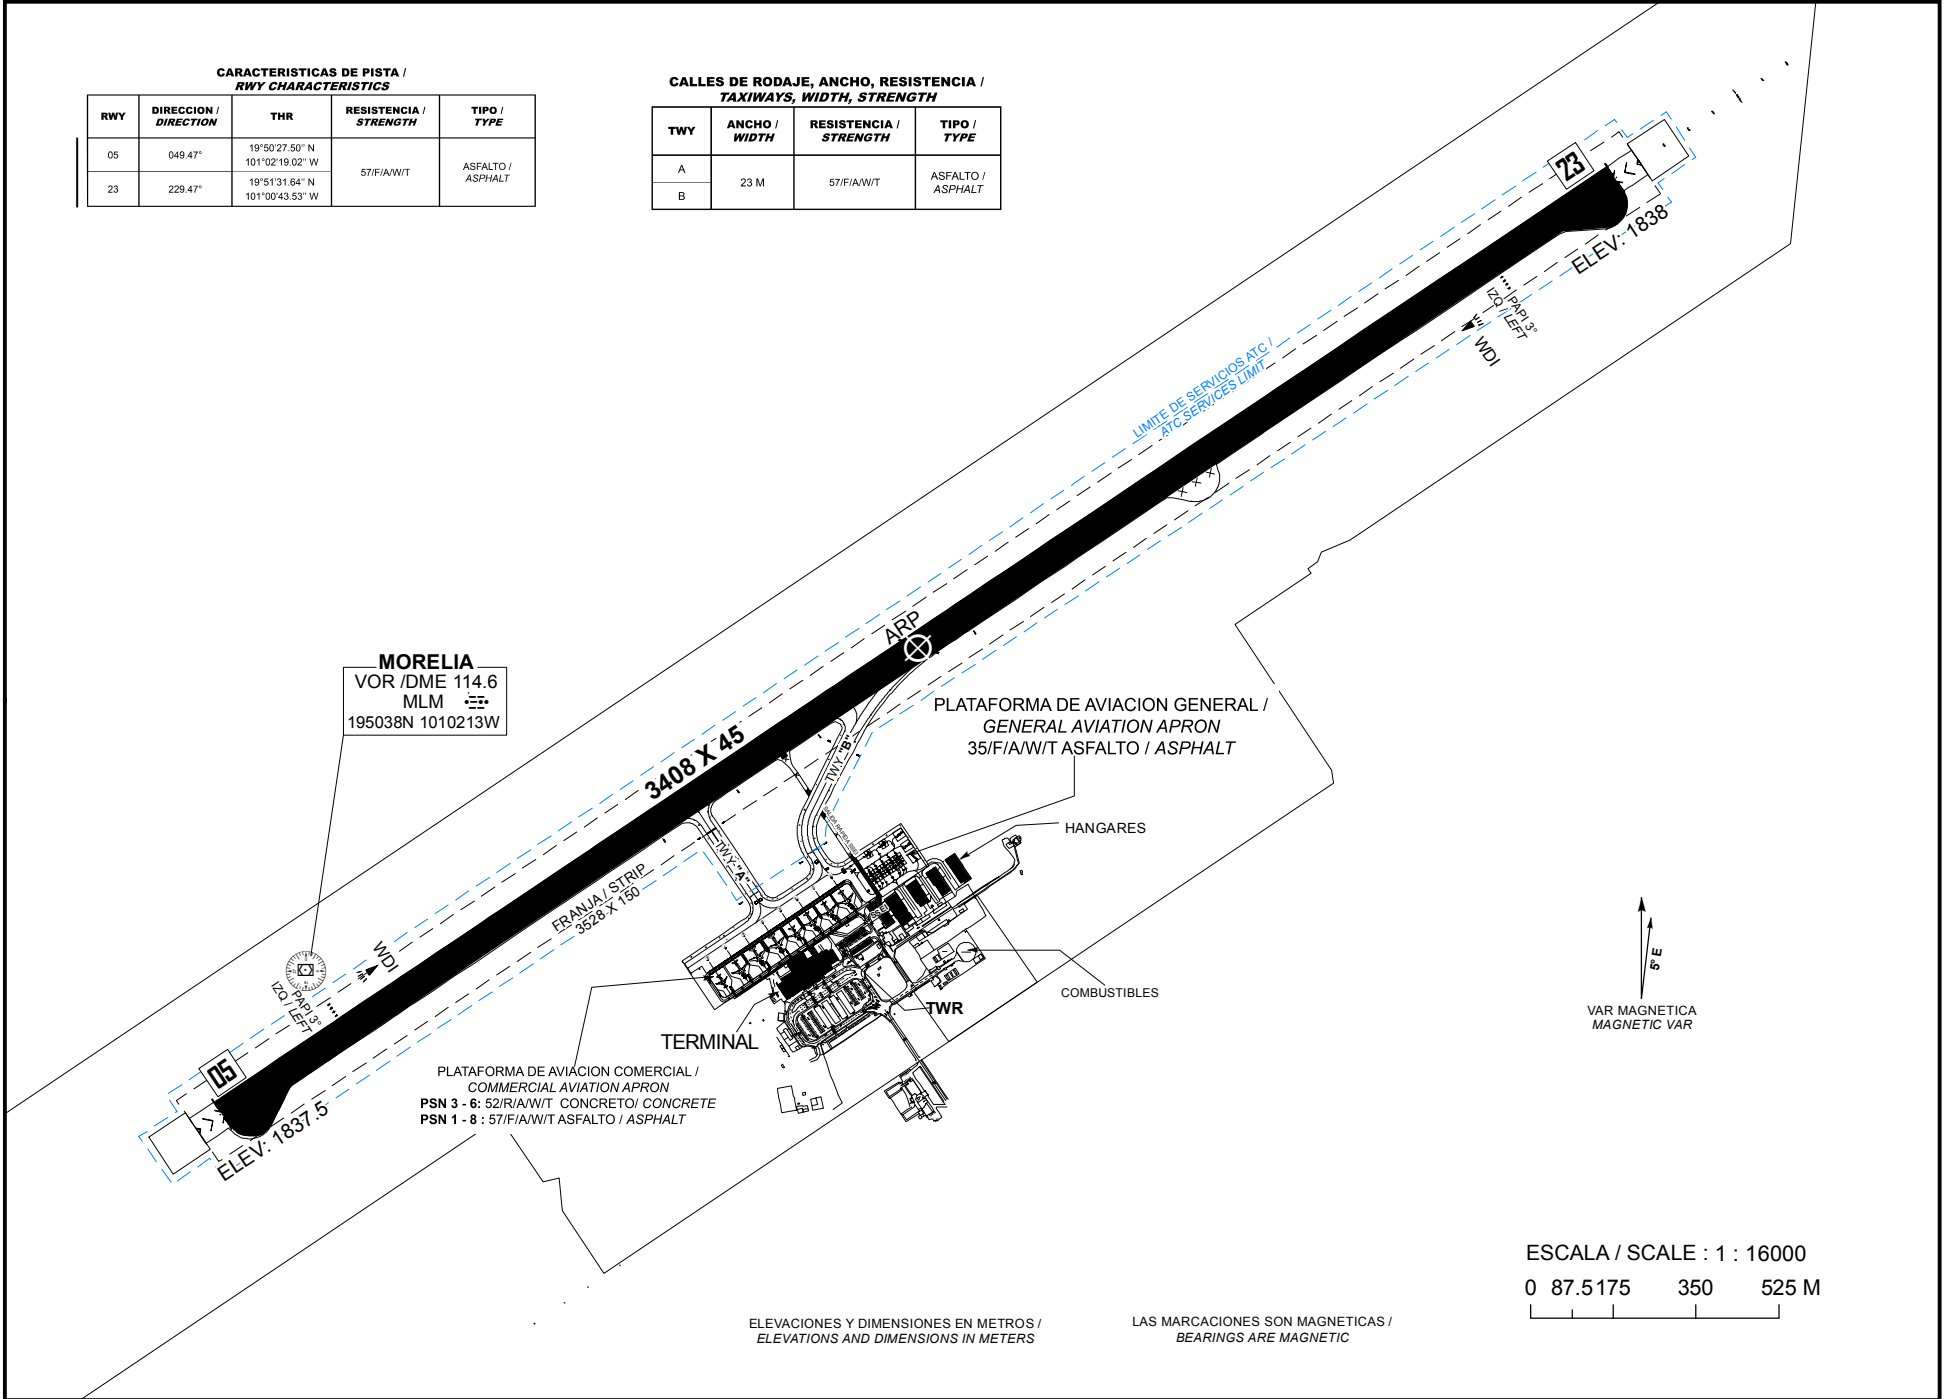 CARACTERISTICAS DE PISTA /
RWY CHARACTERISTICS
RWY
DIRECCION /
DIRECTION
THR
RESISTENCIA /
STRENGTH
TIPO /
TYPE
05
049.47°
19°50'27.50'' N
101°02'19.02'' W
23
229.47°
19°51'31.64'' N
101°00'43.53'' W
57/F/A/W/T
ASFALTO /
ASPHALT
CALLES DE RODAJE, ANCHO, RESISTENCIA /
TAXIWAYS, WIDTH, STRENGTH
TWY
ANCHO /
WIDTH
RESISTENCIA /
STRENGTH
TIPO /
TYPE
A
B
23 M
57/F/A/W/T
ASFALTO /
ASPHALT
23
ELEV: 1838
PAPI 3°
IZQ / LEFT
WDI
LIMITE DE SERVICIOS ATC /
ATC SERVICES LIMIT
ARP
MORELIA
VOR /DME 114.6
MLM
195038N 1010213W
3408 X 45
PLATAFORMA DE AVIACION GENERAL /
GENERAL AVIATION APRON
35/F/A/W/T ASFALTO / ASPHALT
TWY "B"
TWY "A"
HANGARES
FRANJA / STRIP
3528 X 150
SSEI
WDI
PAPI 3°
IZQ / LEFT
COMBUSTIBLES
TWR
TERMINAL
05
ELEV: 1837.5
PLATAFORMA DE AVIACION COMERCIAL /
COMMERCIAL AVIATION APRON
PSN 3 - 6: 52/R/A/W/T CONCRETO/ CONCRETE
PSN 1 - 8 : 57/F/A/W/T ASFALTO / ASPHALT
5° E
VAR MAGNETICA
MAGNETIC VAR
ESCALA / SCALE : 1 : 16000
0 87.5 175 350 525 M
ELEVACIONES Y DIMENSIONES EN METROS /
ELEVATIONS AND DIMENSIONS IN METERS
LAS MARCACIONES SON MAGNETICAS /
BEARINGS ARE MAGNETIC